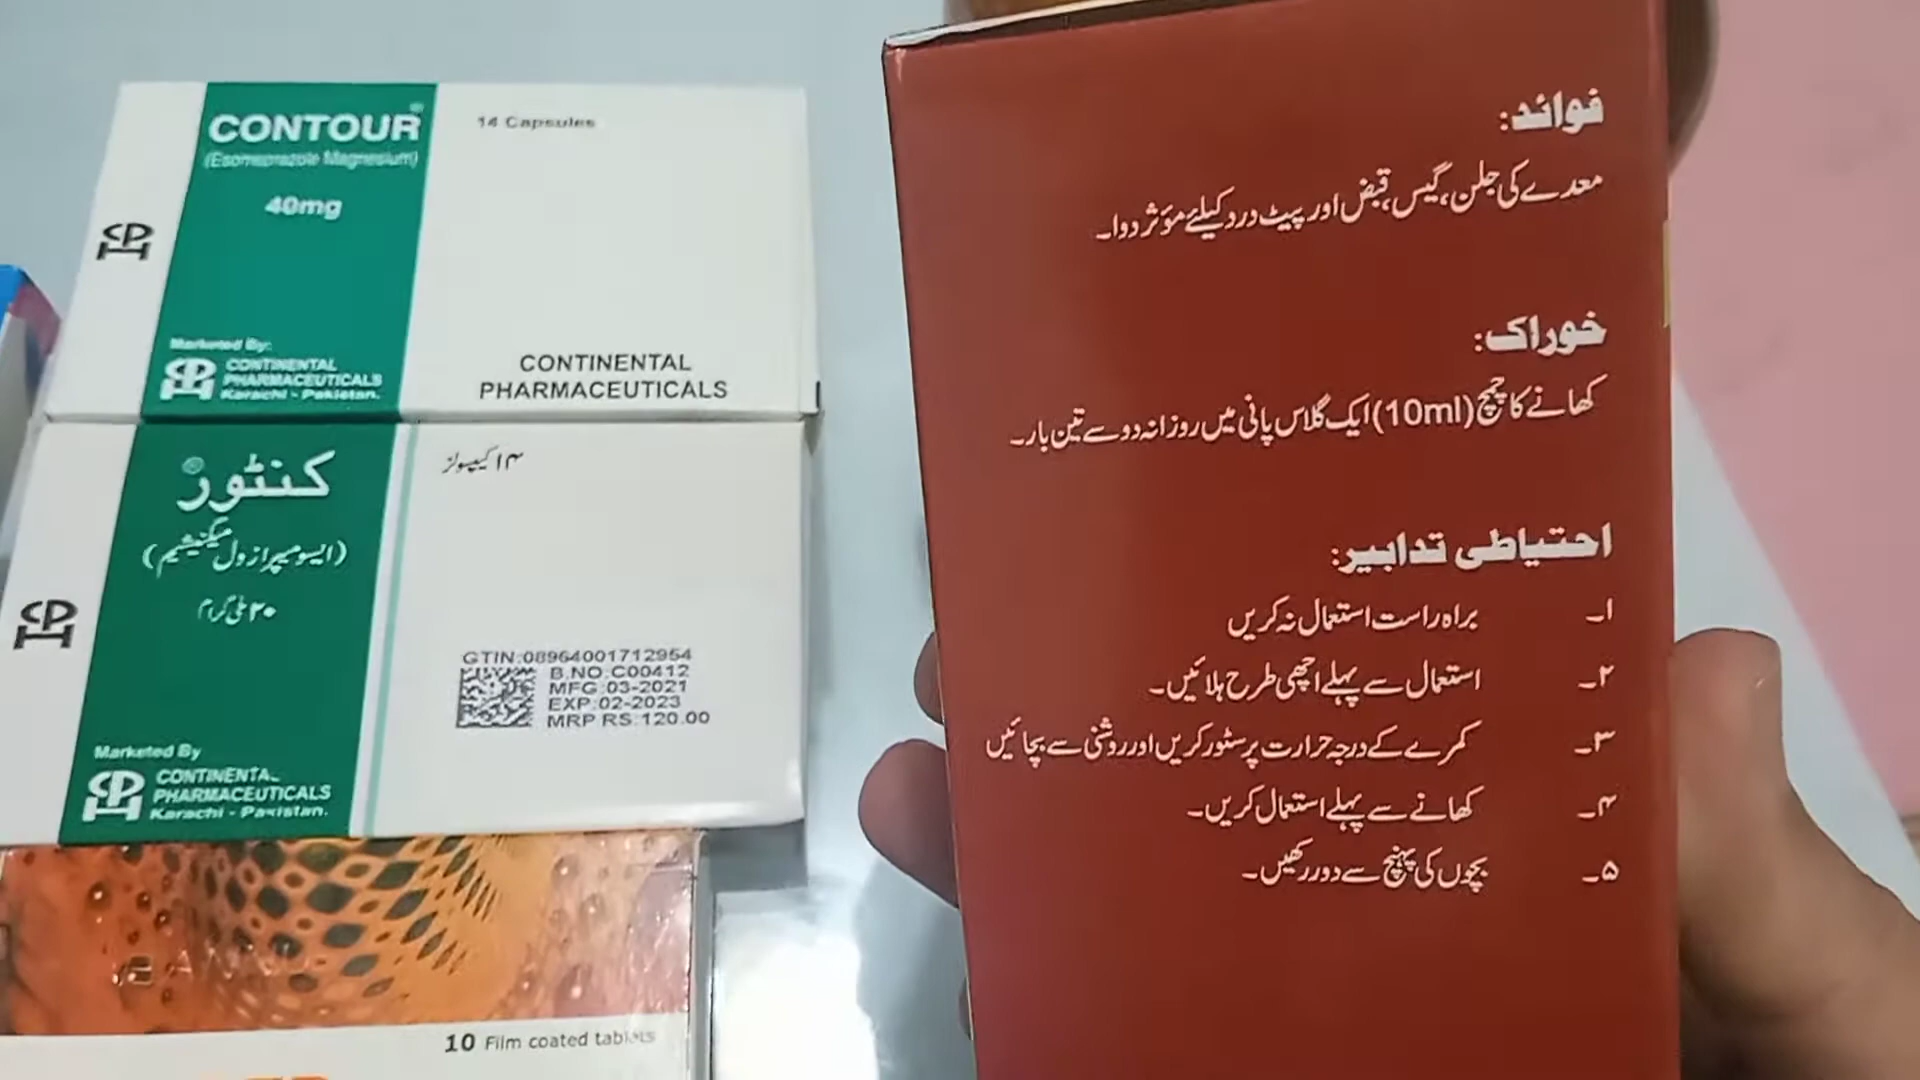 CONTOUR®
(Esomeprazole Magnesium)
40mg
14 Capsules
Marketed By:
CONTINENTAL
PHARMACEUTICALS
Karachi - Pakistan.
CONTINENTAL
PHARMACEUTICALS
کنٹور
(ایسومیپرازول میگنیشیم)
۲۰ ملی گرام
۱۴ کیپسولز
GTIN:08964001712954
B.NO:C00412
MFG:03-2021
EXP:02-2023
MRP RS:120.00
Marketed By
CONTINENTAL
PHARMACEUTICALS
Karachi - Pakistan.
10 Film coated tablets
فوائد:
معدے کی جلن، گیس، قبض اور پیٹ درد کیلئے مؤثر دوا۔
خوراک:
کھانے کا چمچ (10ml) ایک گلاس پانی میں روزانہ دو سے تین بار۔
احتیاطی تدابیر:
۱۔ براہ راست استعمال نہ کریں
۲۔ استعمال سے پہلے اچھی طرح ہلائیں۔
۳۔ کمرے کے درجہ حرارت پر سٹور کریں اور روشنی سے بچائیں
۴۔ کھانے سے پہلے استعمال کریں۔
۵۔ بچوں کی پہنچ سے دور رکھیں۔